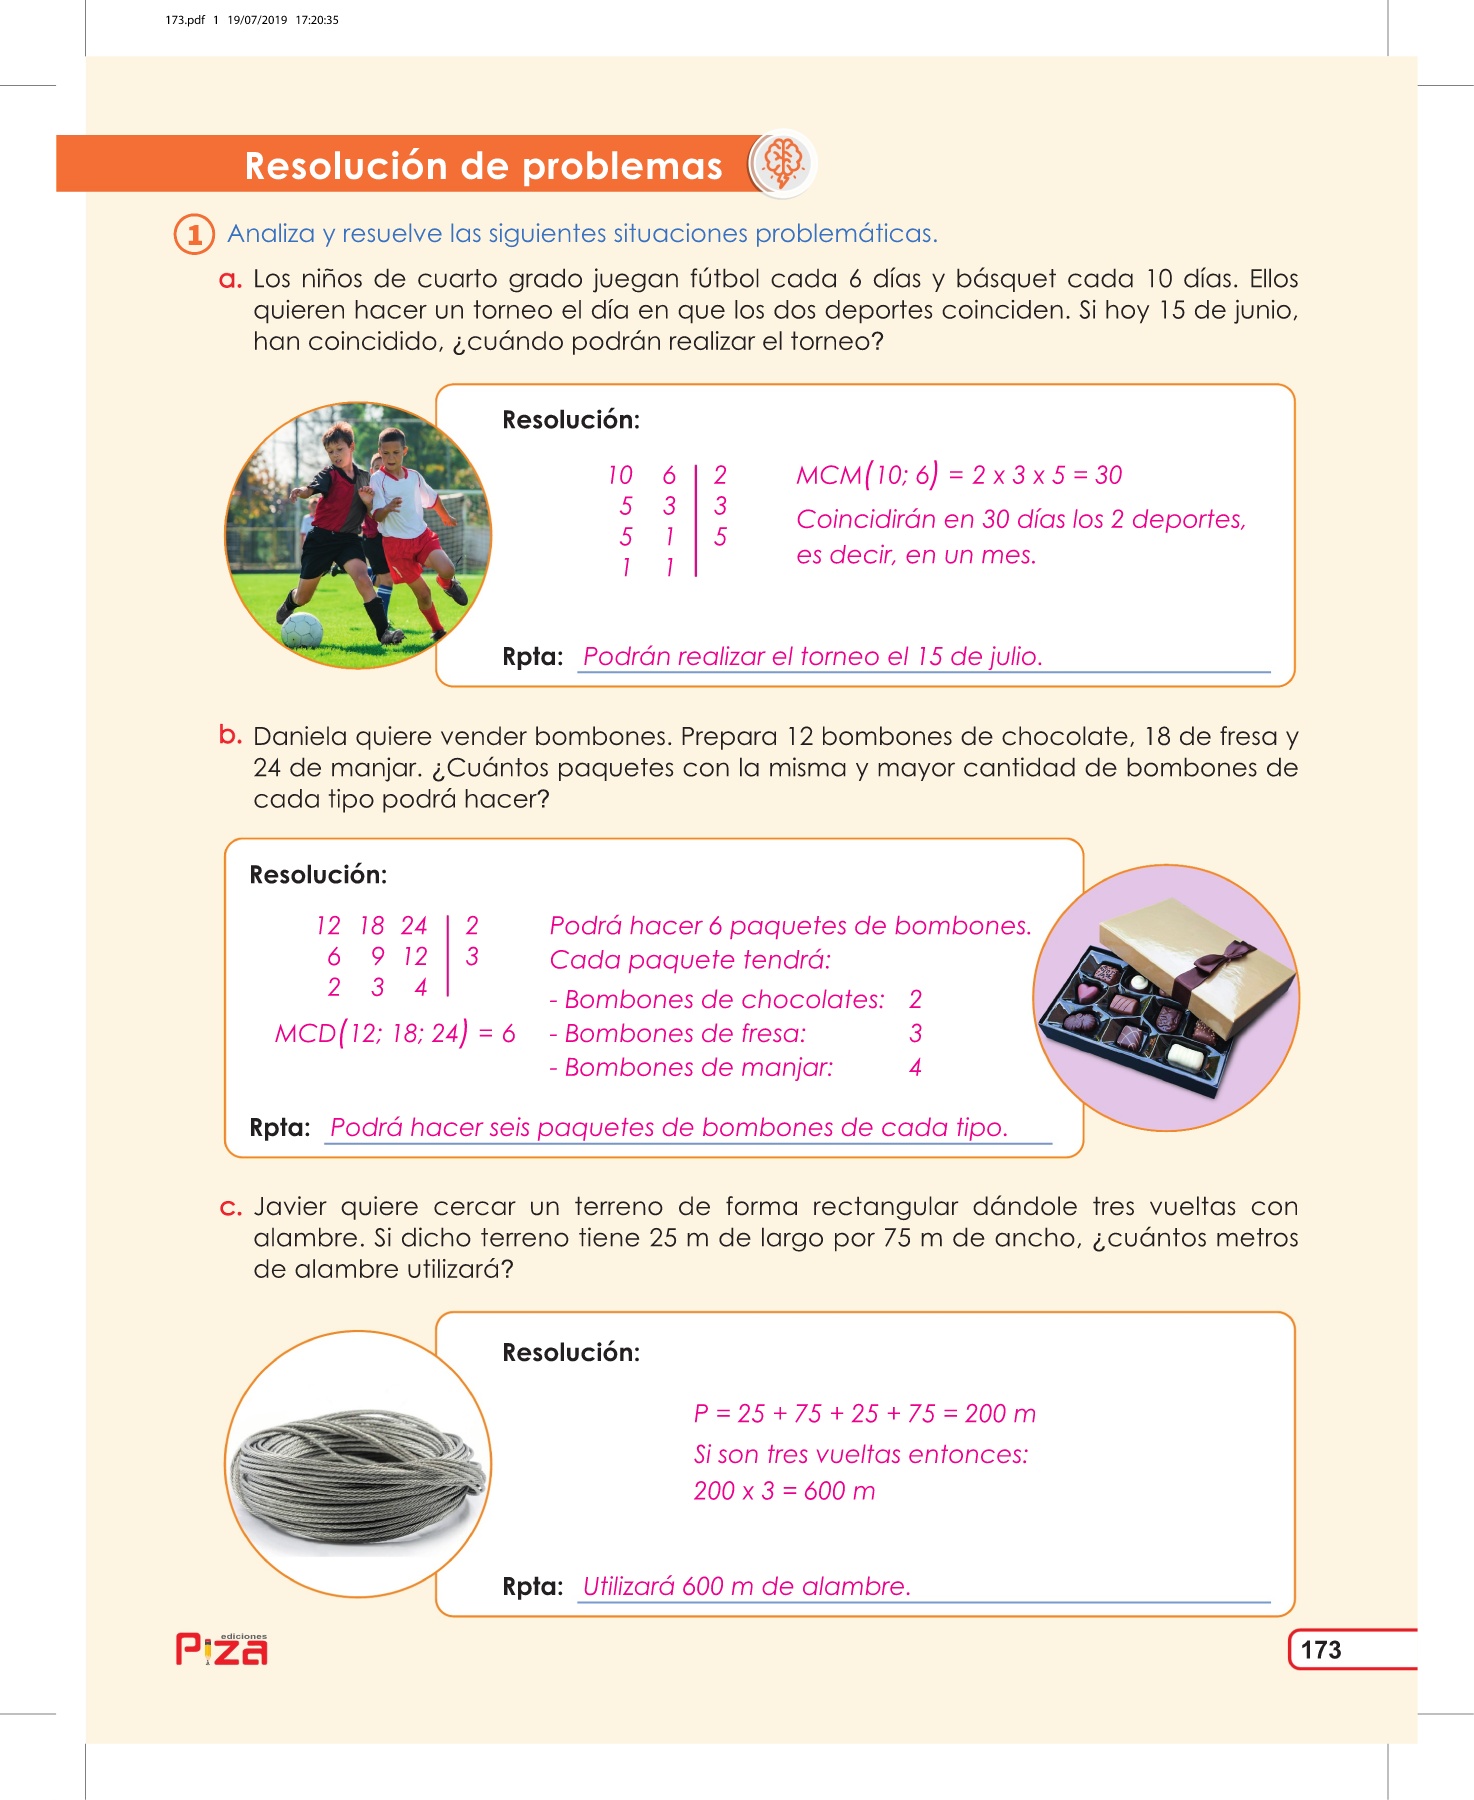 173.pdf 1 19/07/2019 17:20:35
Resolución de problemas
1 Analiza y resuelve las siguientes situaciones problemáticas.
a. Los niños de cuarto grado juegan fútbol cada 6 días y básquet cada 10 días. Ellos
quieren hacer un torneo el día en que los dos deportes coinciden. Si hoy 15 de junio,
han coincidido, ¿cuándo podrán realizar el torneo?
Resolución:
10 6 | 2 MCM(10; 6) = 2 x 3 x 5 = 30
5 3 | 3 Coincidirán en 30 días los 2 deportes,
5 1 | 5 es decir, en un mes.
1 1 |
Rpta: Podrán realizar el torneo el 15 de julio.
b. Daniela quiere vender bombones. Prepara 12 bombones de chocolate, 18 de fresa y
24 de manjar. ¿Cuántos paquetes con la misma y mayor cantidad de bombones de
cada tipo podrá hacer?
Resolución:
12 18 24 | 2 Podrá hacer 6 paquetes de bombones.
6 9 12 | 3 Cada paquete tendrá:
2 3 4 | - Bombones de chocolates: 2
MCD(12; 18; 24) = 6 - Bombones de fresa: 3
- Bombones de manjar: 4
Rpta: Podrá hacer seis paquetes de bombones de cada tipo.
c. Javier quiere cercar un terreno de forma rectangular dándole tres vueltas con
alambre. Si dicho terreno tiene 25 m de largo por 75 m de ancho, ¿cuántos metros
de alambre utilizará?
Resolución:
P = 25 + 75 + 25 + 75 = 200 m
Si son tres vueltas entonces:
200 x 3 = 600 m
Rpta: Utilizará 600 m de alambre.
ediciones
Piza
173